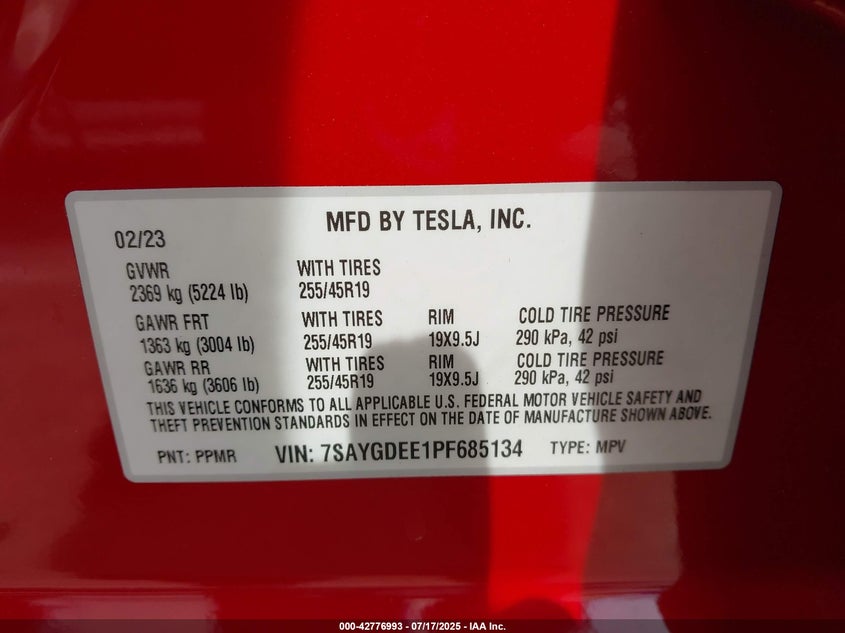 MFD BY TESLA, INC.
02/23
GVWR WITH TIRES
2369 kg (5224 lb) 255/45R19
GAWR FRT WITH TIRES RIM COLD TIRE PRESSURE
1363 kg (3004 lb) 255/45R19 19X9.5J 290 kPa, 42 psi
GAWR RR WITH TIRES RIM COLD TIRE PRESSURE
1636 kg (3606 lb) 255/45R19 19X9.5J 290 kPa, 42 psi
THIS VEHICLE CONFORMS TO ALL APPLICABLE U.S. FEDERAL MOTOR VEHICLE SAFETY AND
THEFT PREVENTION STANDARDS IN EFFECT ON THE DATE OF MANUFACTURE SHOWN ABOVE.
PNT: PPMR VIN: 7SAYGDEE1PF685134 TYPE: MPV
000-42776993 / 07/17/2025 - IAA Inc.